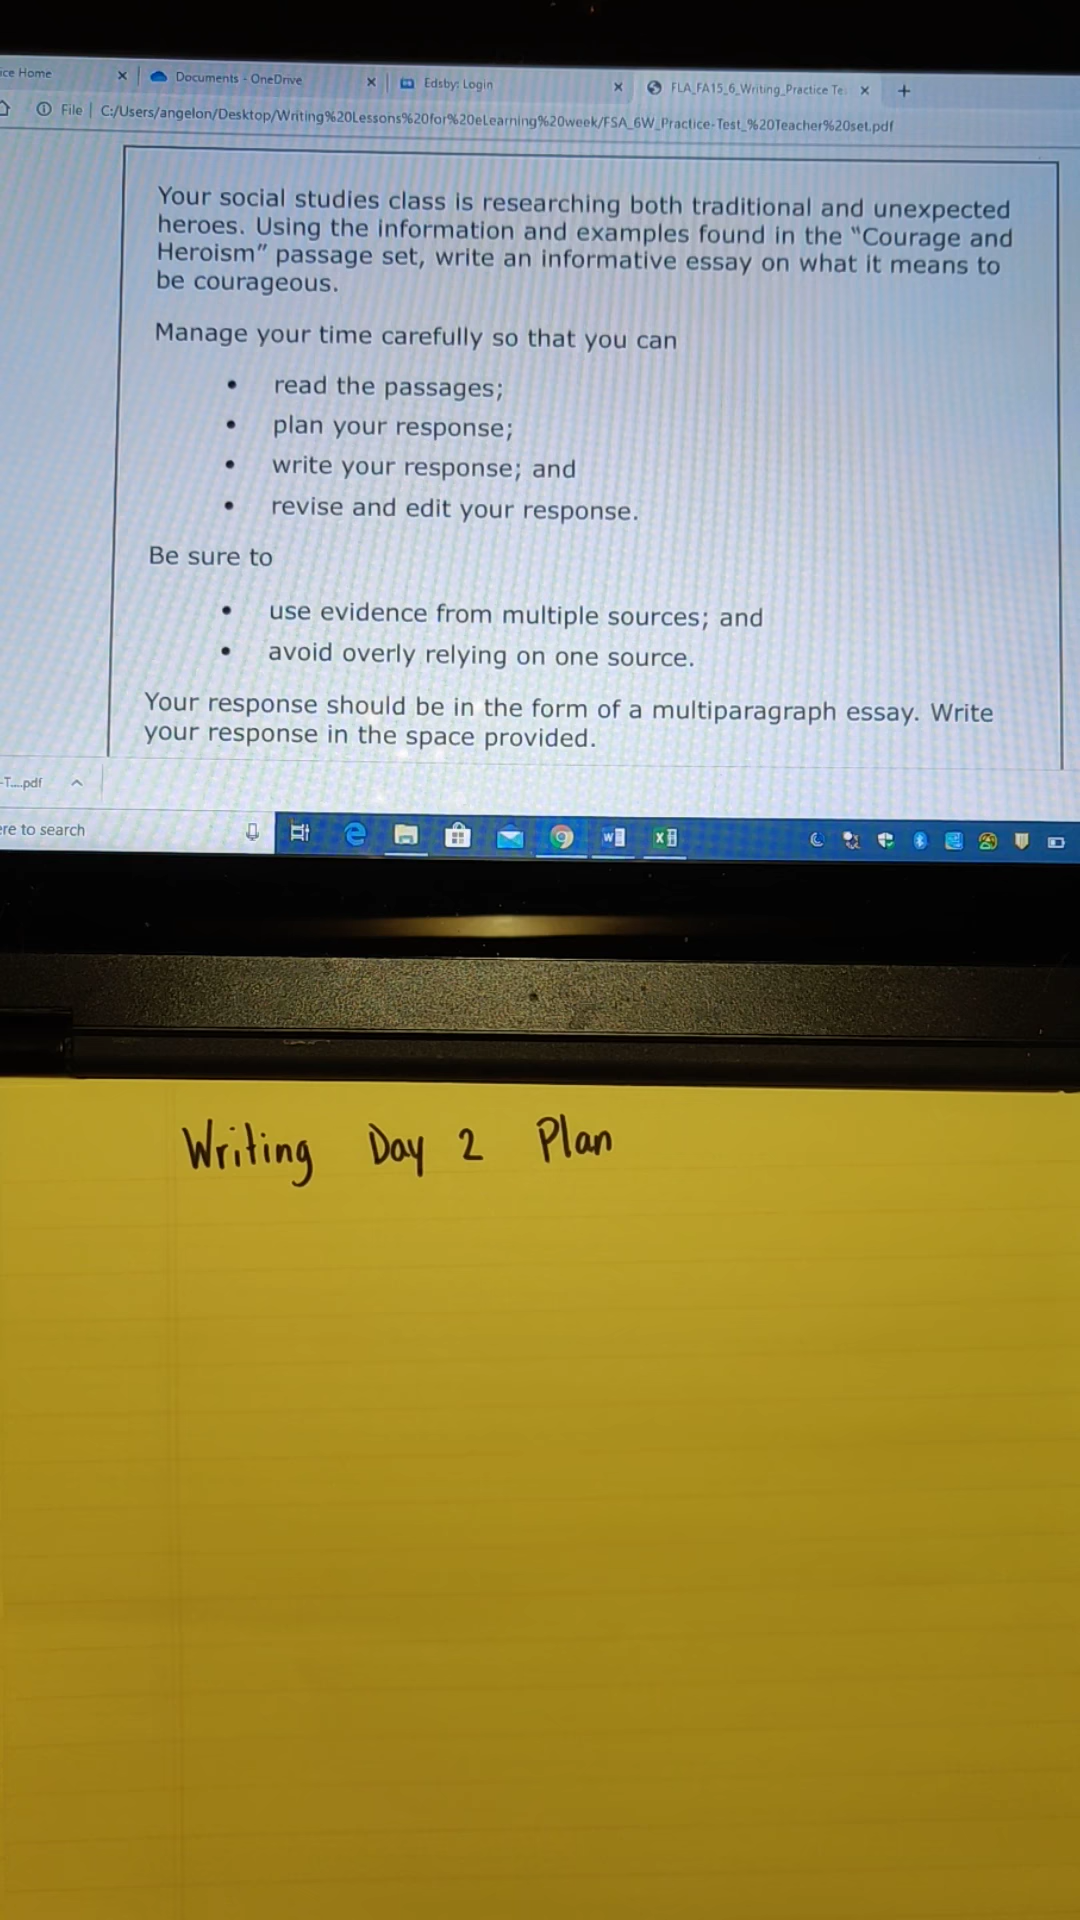 ice Home × Documents - OneDrive × Edsby: Login × FLA_FA15_6_Writing_Practice Te × +
File | C:/Users/angelon/Desktop/Writing%20Lessons%20for%20eLearning%20week/FSA_6W_Practice-Test_%20Teacher%20set.pdf
Your social studies class is researching both traditional and unexpected
heroes. Using the information and examples found in the “Courage and
Heroism” passage set, write an informative essay on what it means to
be courageous.
Manage your time carefully so that you can
• read the passages;
• plan your response;
• write your response; and
• revise and edit your response.
Be sure to
• use evidence from multiple sources; and
• avoid overly relying on one source.
Your response should be in the form of a multiparagraph essay. Write
your response in the space provided.
-T....pdf
ere to search
Writing Day 2 Plan